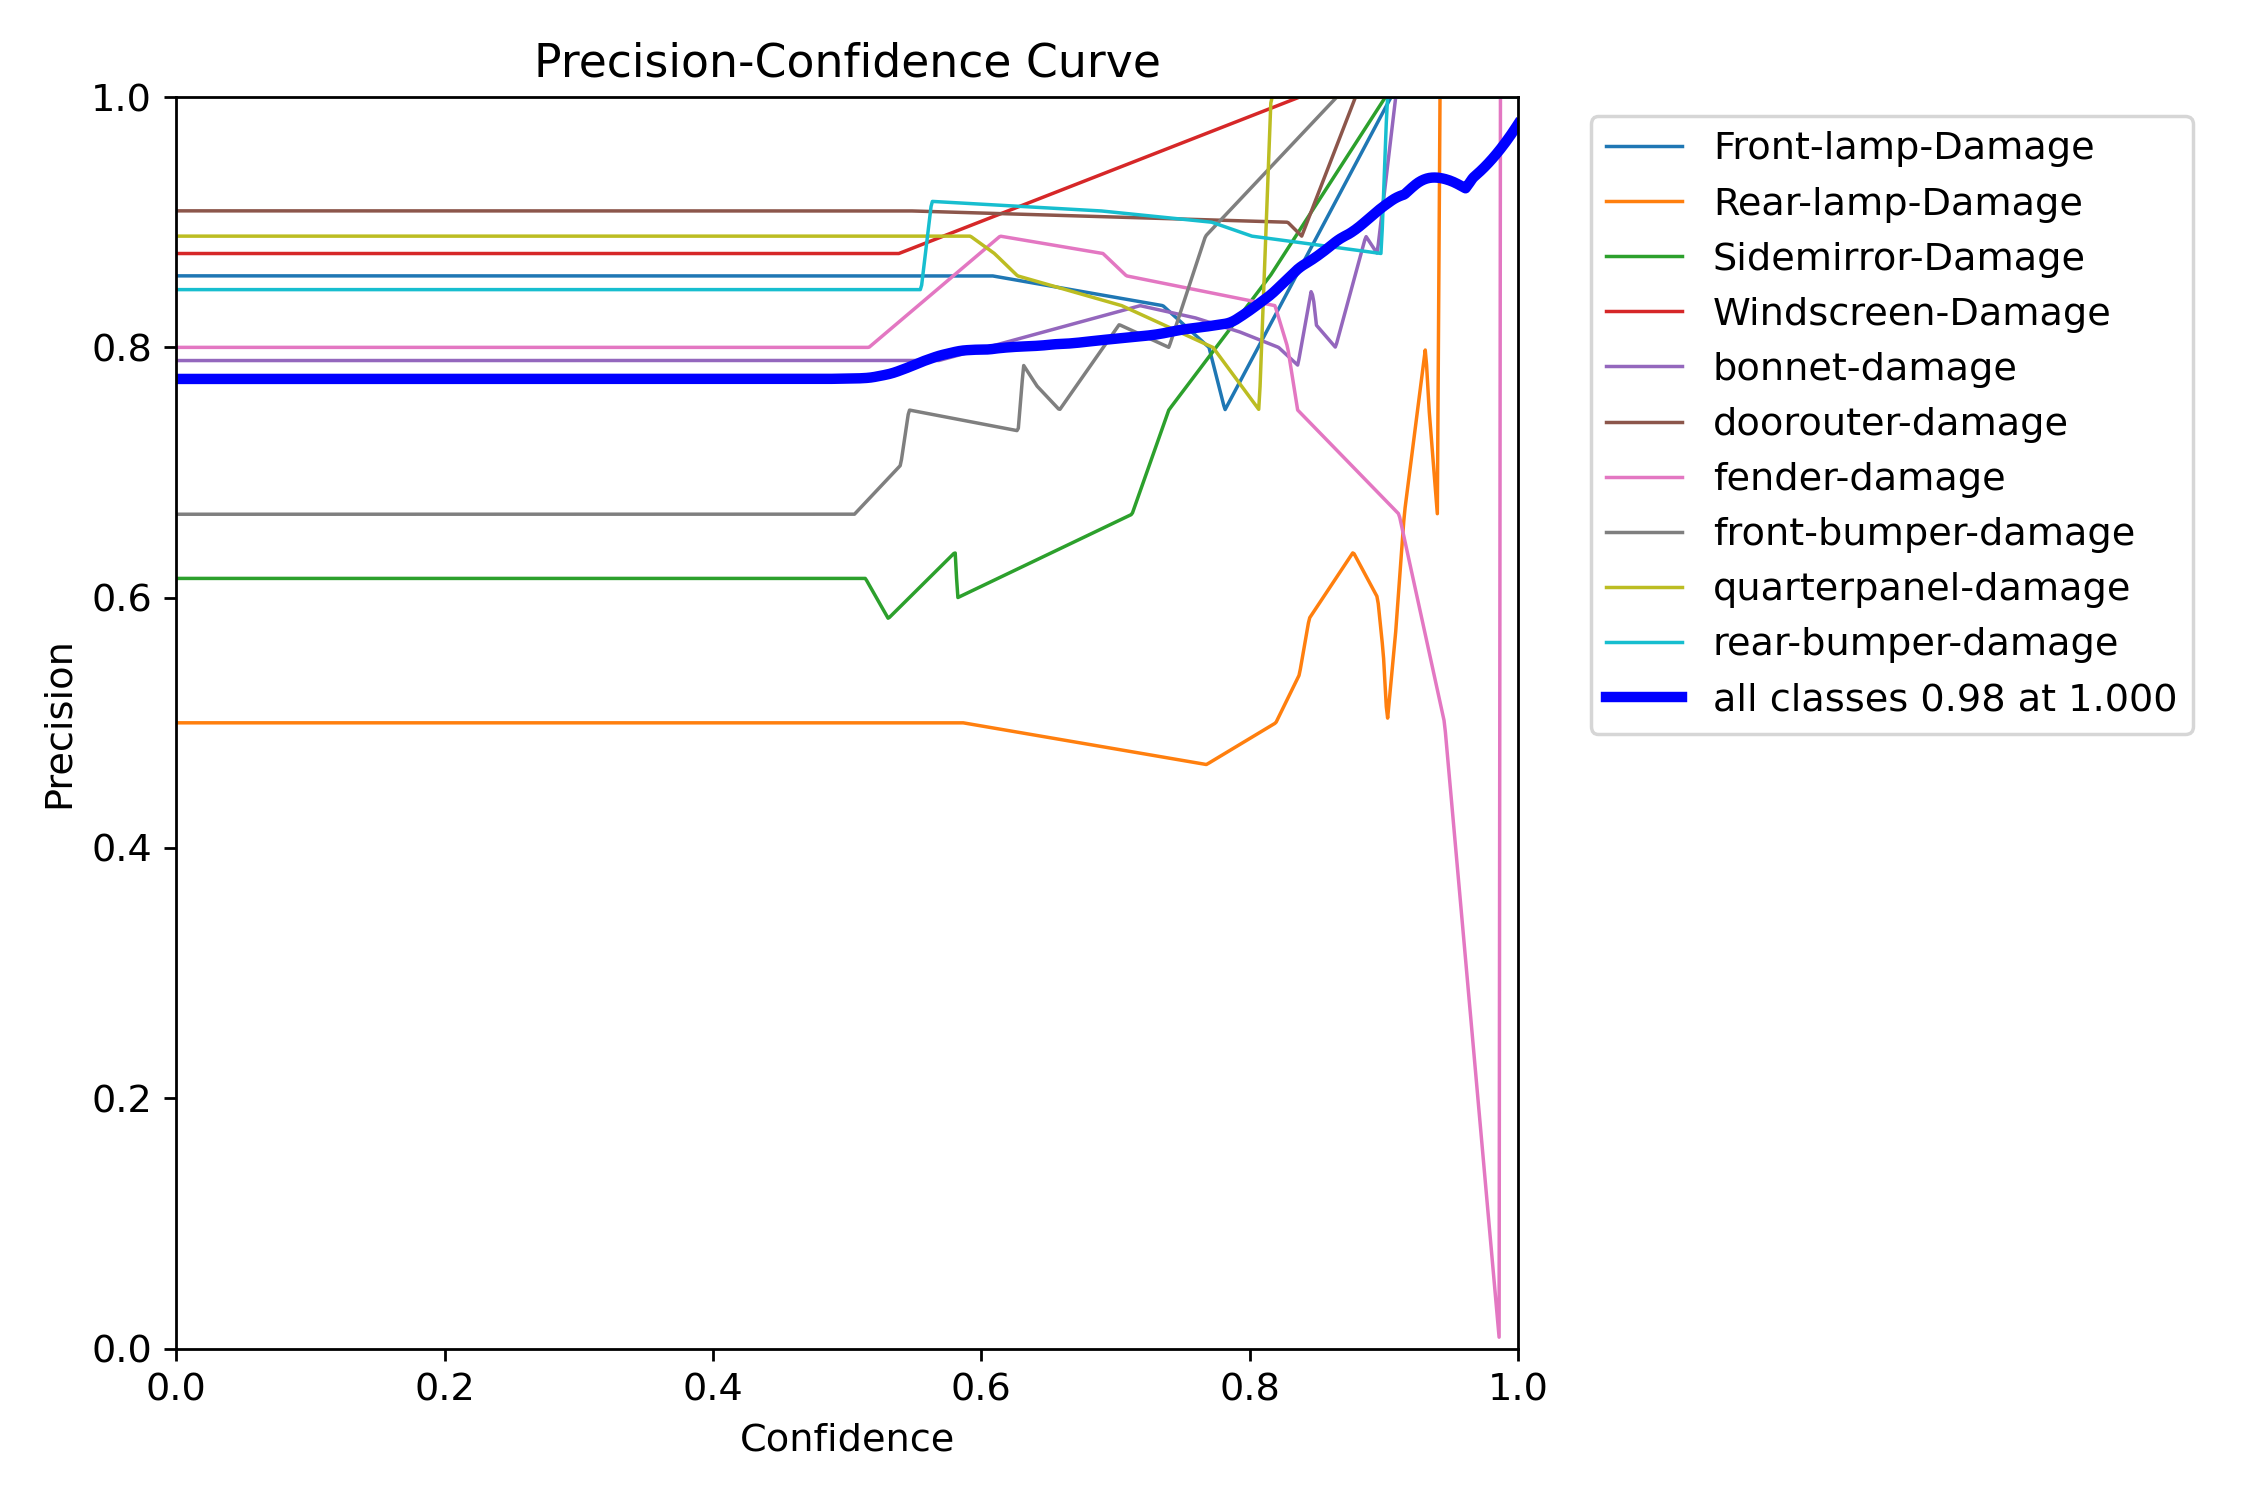 Precision-Confidence Curve
1.0
0.8
0.6
0.4
0.2
0.0
Precision
0.0 0.2 0.4 0.6 0.8 1.0
Confidence
Front-lamp-Damage
Rear-lamp-Damage
Sidemirror-Damage
Windscreen-Damage
bonnet-damage
doorouter-damage
fender-damage
front-bumper-damage
quarterpanel-damage
rear-bumper-damage
all classes 0.98 at 1.000